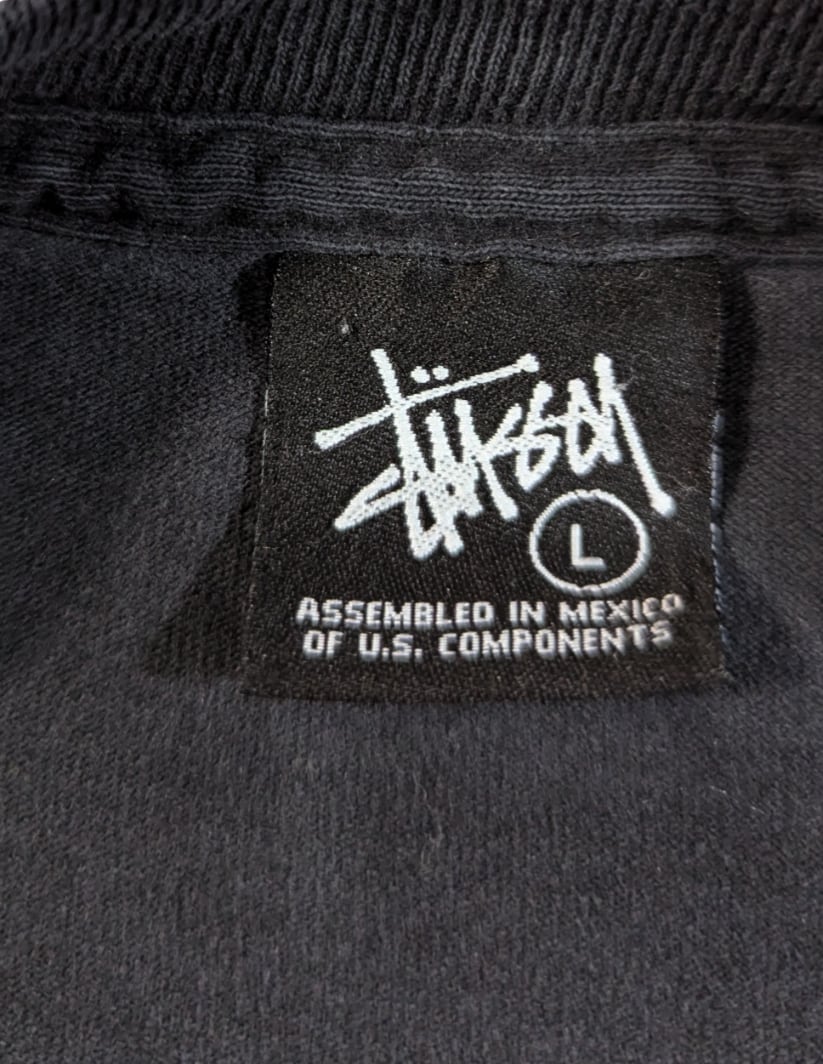 Stüssy
L
ASSEMBLED IN MEXICO
OF U.S. COMPONENTS